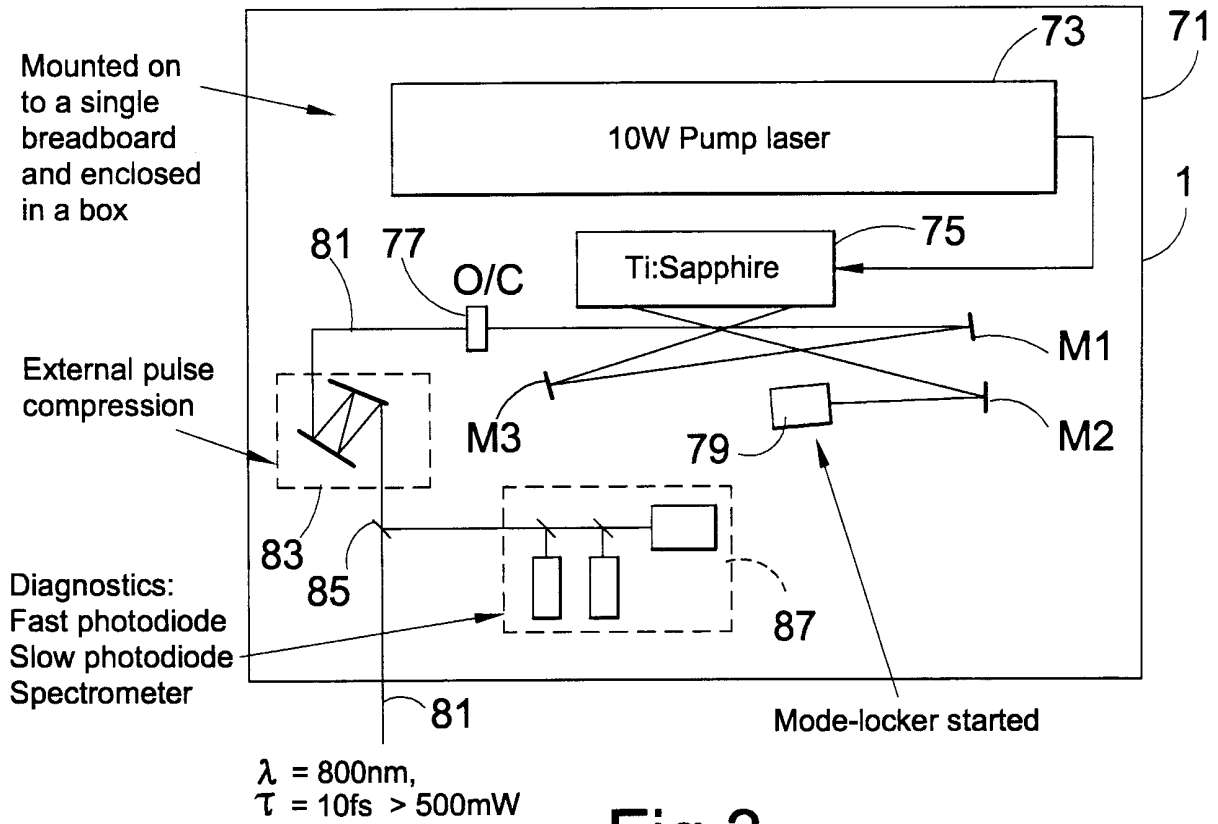 73
71
Mounted on
to a single
breadboard
and enclosed
in a box
10W Pump laser
1
81
77
75
O/C
Ti:Sapphire
M1
External pulse
compression
M3
79
M2
83
85
Diagnostics:
Fast photodiode
Slow photodiode
Spectrometer
87
81
Mode-locker started
λ = 800nm,
τ = 10fs > 500mW